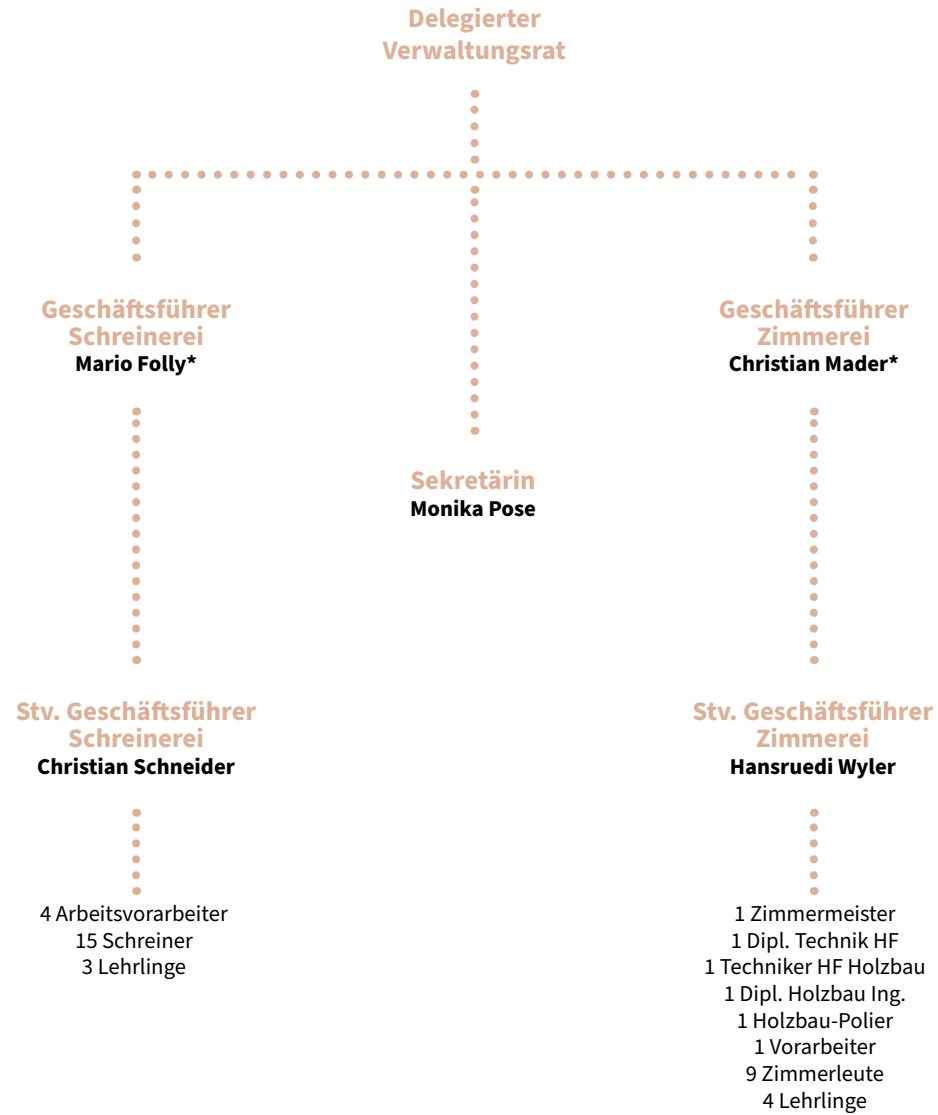 Delegierter
Verwaltungsrat
Geschäftsführer
Schreinerei
Mario Folly*
Geschäftsführer
Zimmerei
Christian Mader*
Sekretärin
Monika Pose
Stv. Geschäftsführer
Schreinerei
Christian Schneider
Stv. Geschäftsführer
Zimmerei
Hansruedi Wyler
4 Arbeitsvorarbeiter
15 Schreiner
3 Lehrlinge
1 Zimmermeister
1 Dipl. Technik HF
1 Techniker HF Holzbau
1 Dipl. Holzbau Ing.
1 Holzbau-Polier
1 Vorarbeiter
9 Zimmerleute
4 Lehrlinge